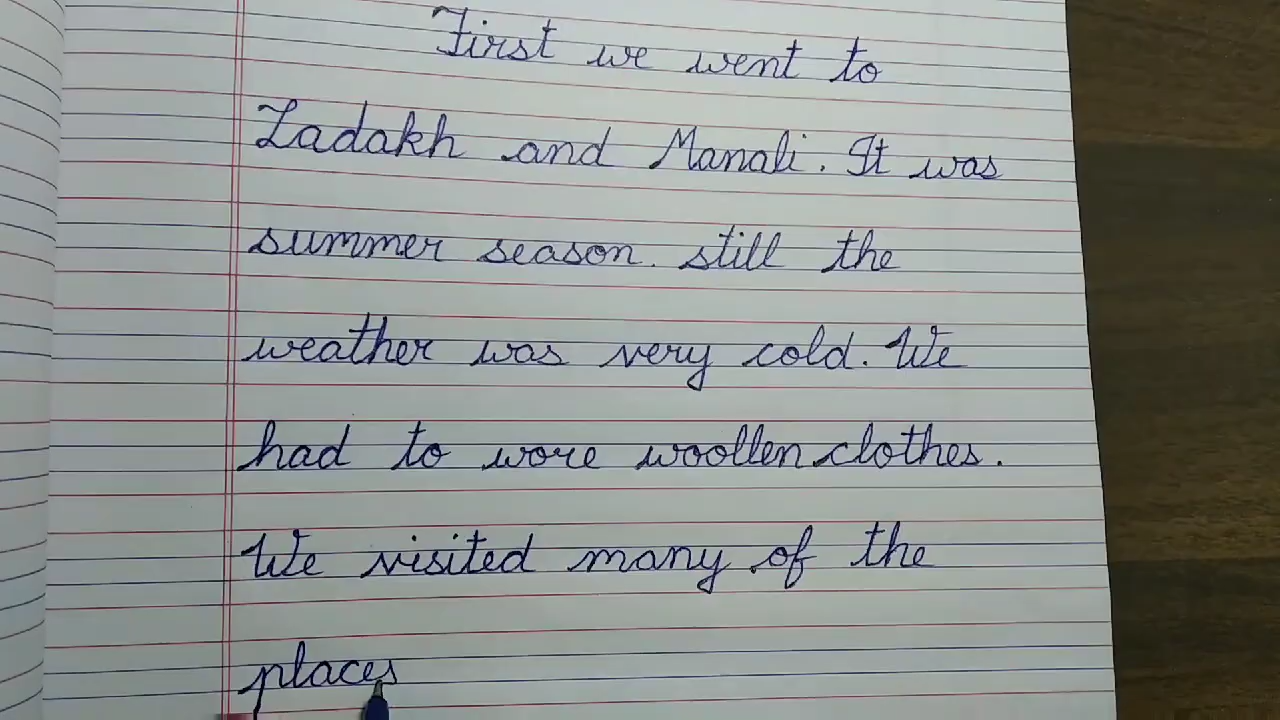 First we went to
Ladakh and Manali. It was
summer season. still the
weather was very cold. We
had to wore woollen clothes.
We visited many of the
places